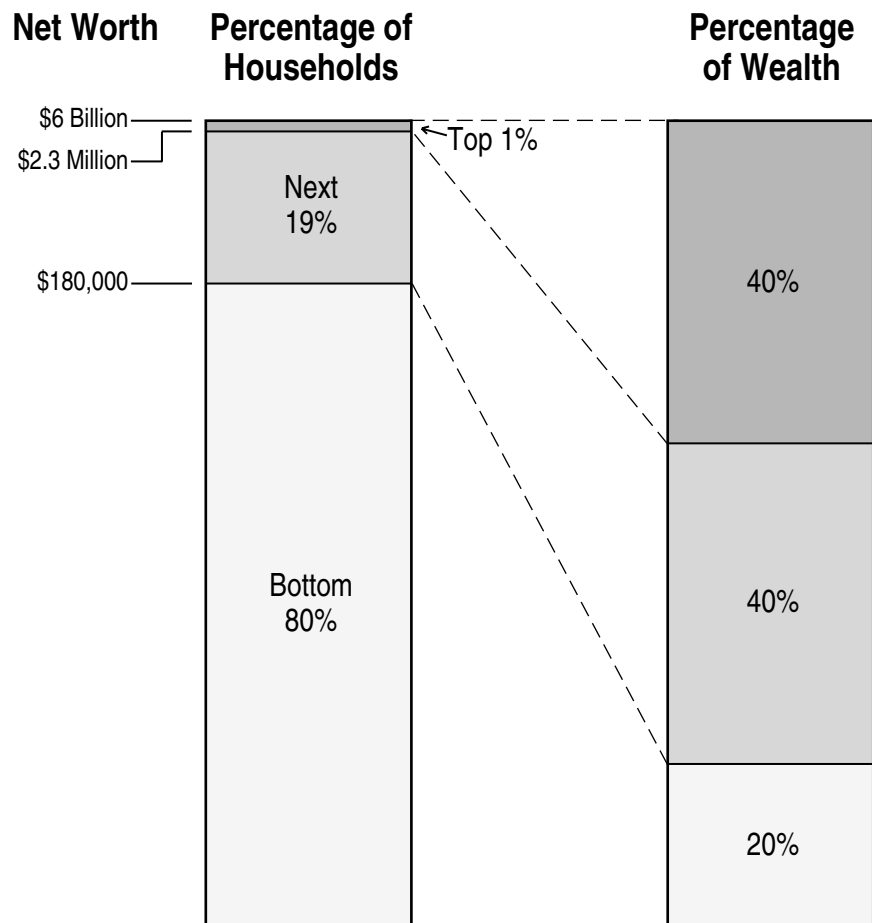 Net Worth
Percentage of
Households
Percentage
of Wealth
$6 Billion
Top 1%
$2.3 Million
Next
19%
$180,000
40%
Bottom
80%
40%
20%